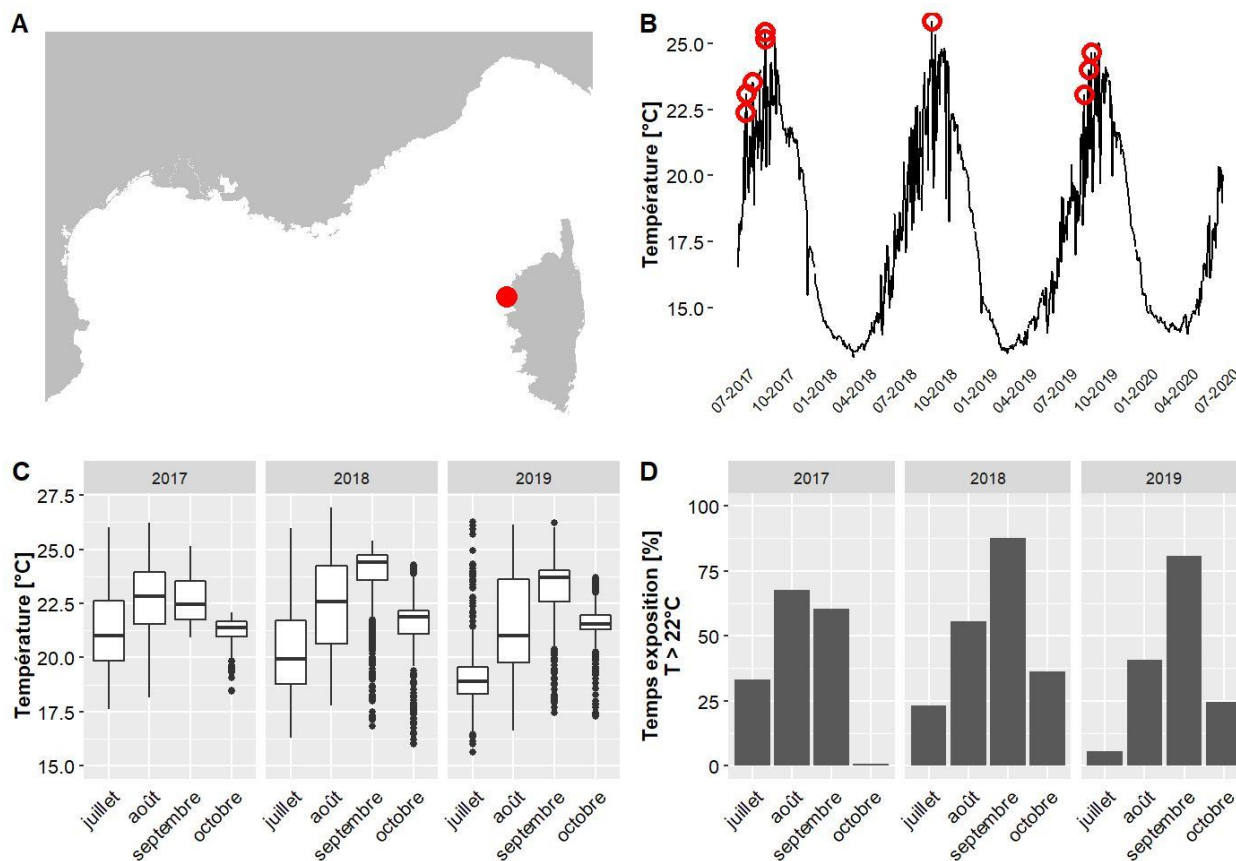 A
B
Température [°C]
25.0
22.5
20.0
17.5
15.0
07-2017
10-2017
01-2018
04-2018
07-2018
10-2018
01-2019
04-2019
07-2019
10-2019
01-2020
04-2020
07-2020
C
2017
2018
2019
Température [°C]
27.5
25.0
22.5
20.0
17.5
15.0
juillet
août
septembre
octobre
juillet
août
septembre
octobre
juillet
août
septembre
octobre
D
2017
2018
2019
Temps exposition [%]
T > 22°C
100
75
50
25
0
juillet
août
septembre
octobre
juillet
août
septembre
octobre
juillet
août
septembre
octobre